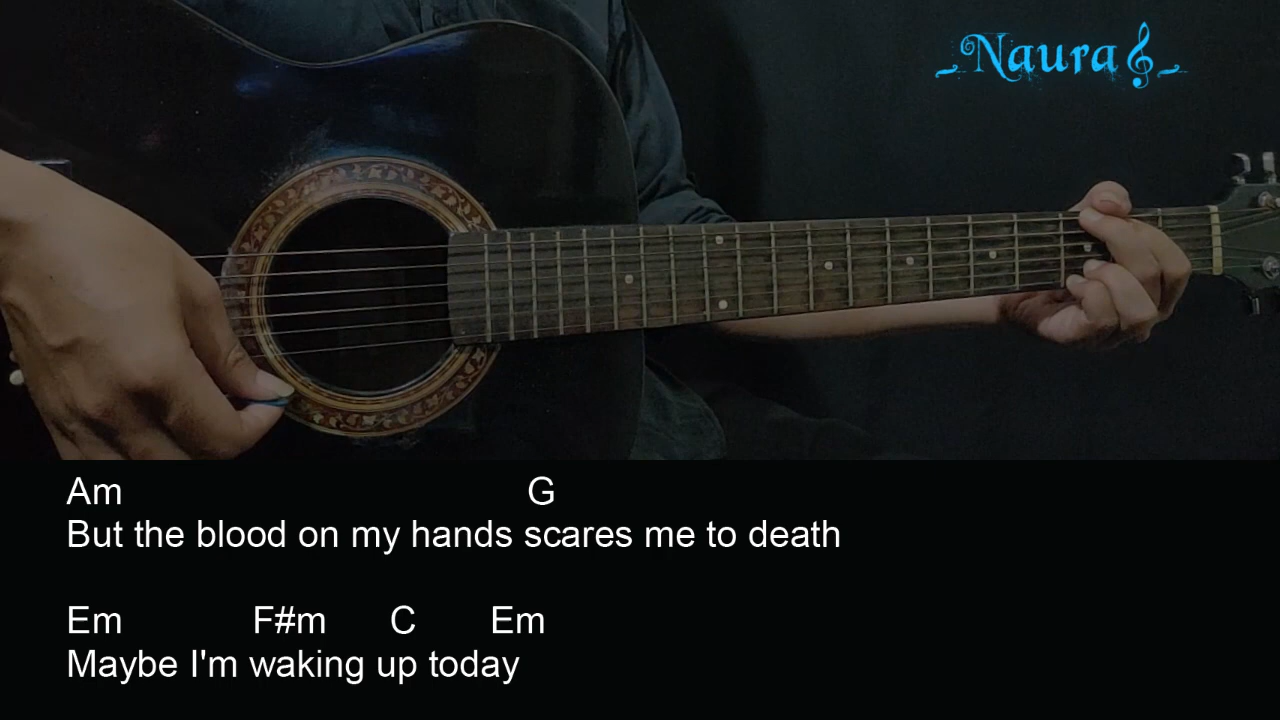 Naura
Am G
But the blood on my hands scares me to death
Em F#m C Em
Maybe I'm waking up today